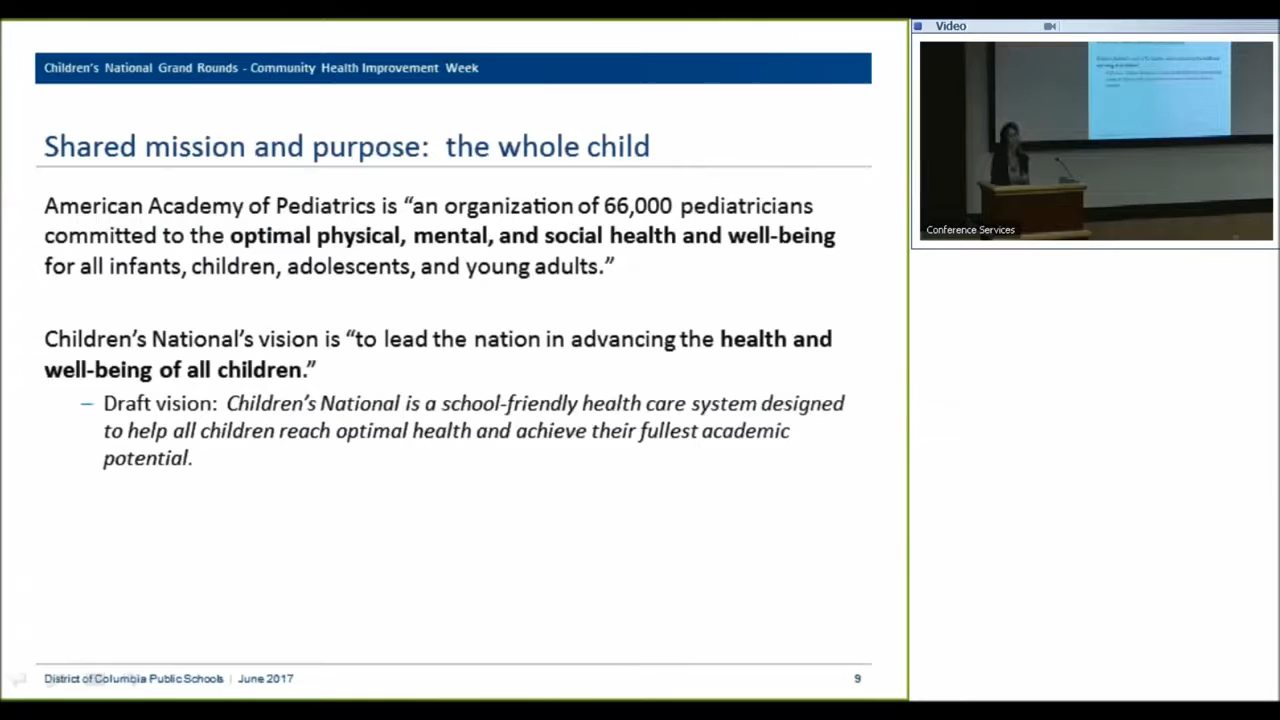 Children's National Grand Rounds - Community Health Improvement Week
Shared mission and purpose: the whole child
American Academy of Pediatrics is “an organization of 66,000 pediatricians
committed to the optimal physical, mental, and social health and well-being
for all infants, children, adolescents, and young adults.”
Children's National's vision is “to lead the nation in advancing the health and
well-being of all children.”
– Draft vision: Children's National is a school-friendly health care system designed
to help all children reach optimal health and achieve their fullest academic
potential.
District of Columbia Public Schools | June 2017
9
Video
Conference Services